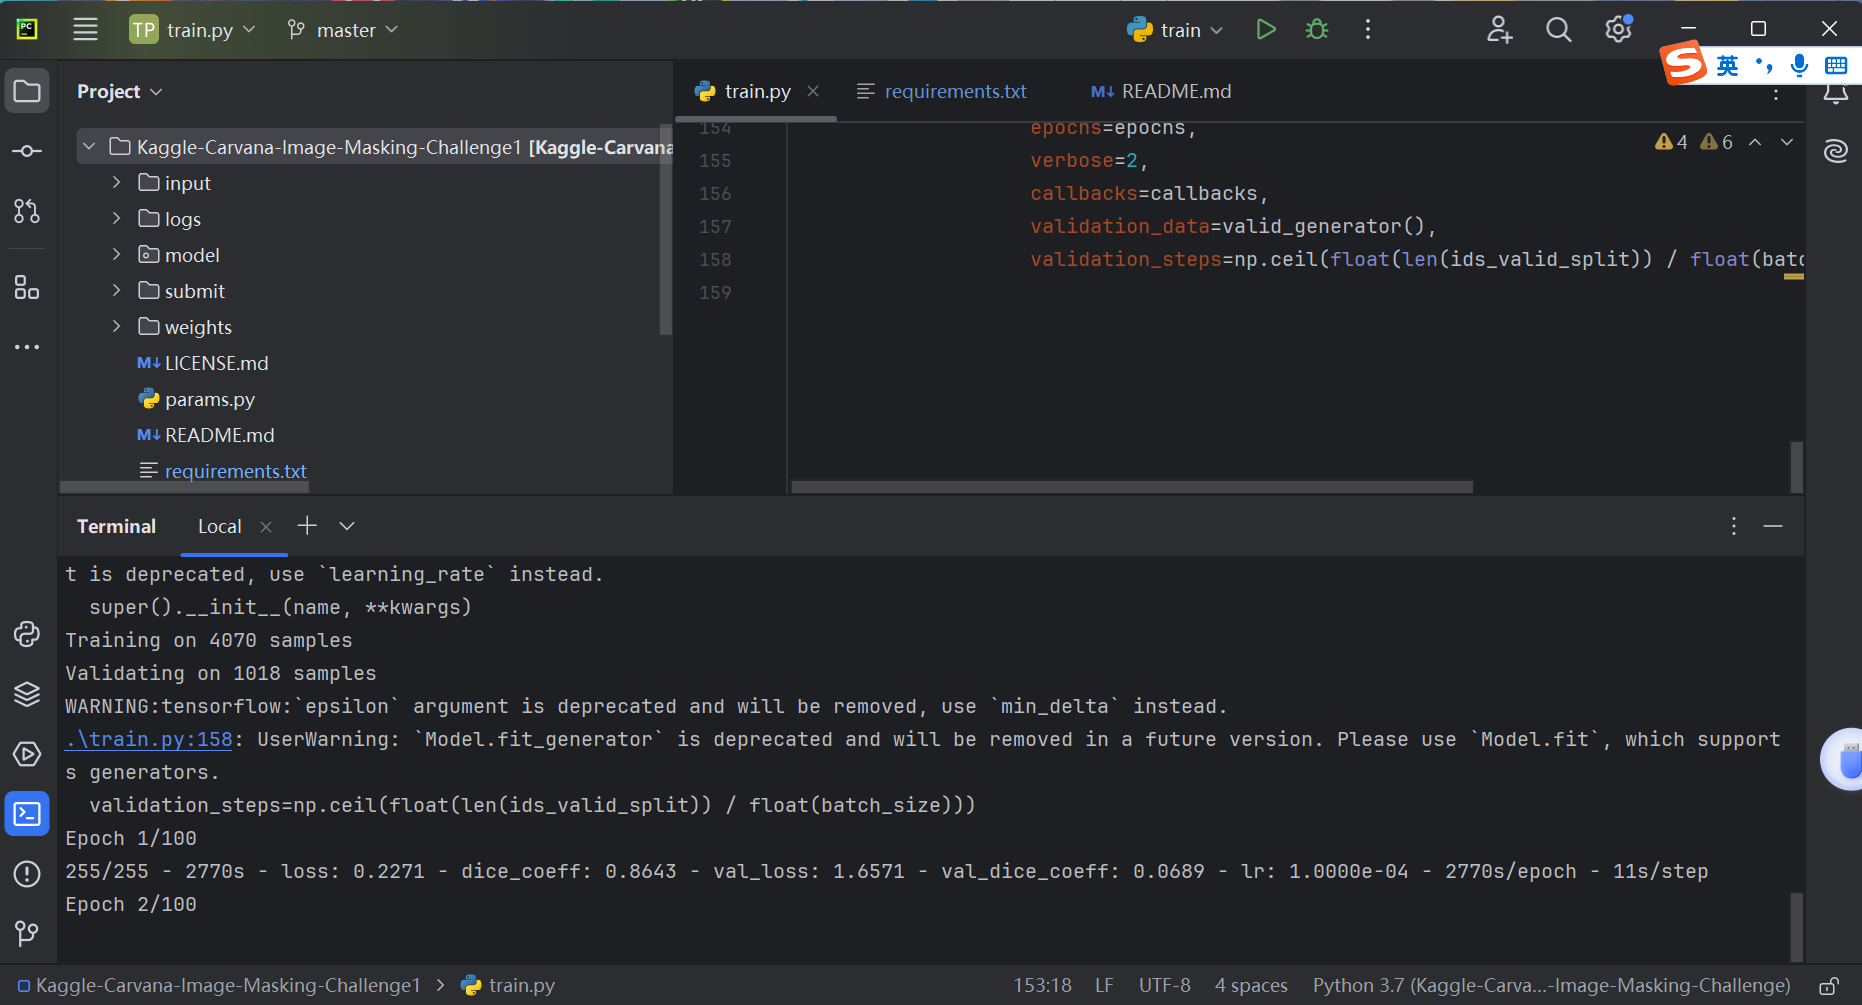 PC
TP train.py master train
英
Project
train.py requirements.txt M↓ README.md
Kaggle-Carvana-Image-Masking-Challenge1 [Kaggle-Carvana
input
logs
model
submit
weights
M↓ LICENSE.md
params.py
M↓ README.md
requirements.txt
4 6
154 epochs=epochs,
155 verbose=2,
156 callbacks=callbacks,
157 validation_data=valid_generator(),
158 validation_steps=np.ceil(float(len(ids_valid_split)) / float(batc
159
Terminal Local
t is deprecated, use `learning_rate` instead.
super().__init__(name, **kwargs)
Training on 4070 samples
Validating on 1018 samples
WARNING:tensorflow:`epsilon` argument is deprecated and will be removed, use `min_delta` instead.
.\train.py:158: UserWarning: `Model.fit_generator` is deprecated and will be removed in a future version. Please use `Model.fit`, which support
s generators.
validation_steps=np.ceil(float(len(ids_valid_split)) / float(batch_size)))
Epoch 1/100
255/255 - 2770s - loss: 0.2271 - dice_coeff: 0.8643 - val_loss: 1.6571 - val_dice_coeff: 0.0689 - lr: 1.0000e-04 - 2770s/epoch - 11s/step
Epoch 2/100
Kaggle-Carvana-Image-Masking-Challenge1 > train.py 153:18 LF UTF-8 4 spaces Python 3.7 (Kaggle-Carva...-Image-Masking-Challenge)